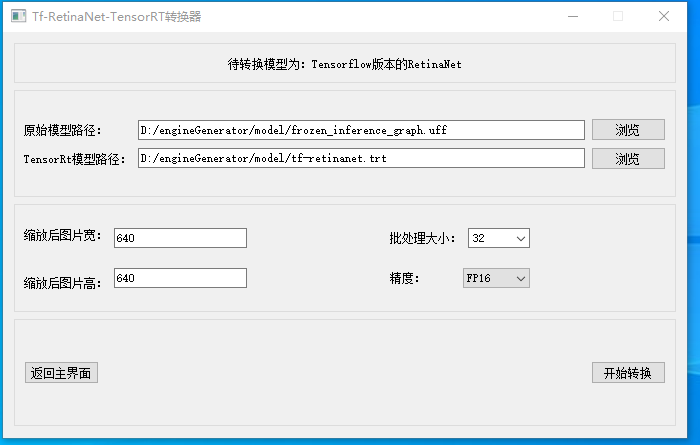 Tf-RetinaNet-TensorRT转换器
待转换模型为：Tensorflow版本的RetinaNet
原始模型路径： D:/engineGenerator/model/frozen_inference_graph.uff 浏览
TensorRt模型路径： D:/engineGenerator/model/tf-retinanet.trt 浏览
缩放后图片宽： 640 批处理大小： 32
缩放后图片高： 640 精度： FP16
返回主界面 开始转换